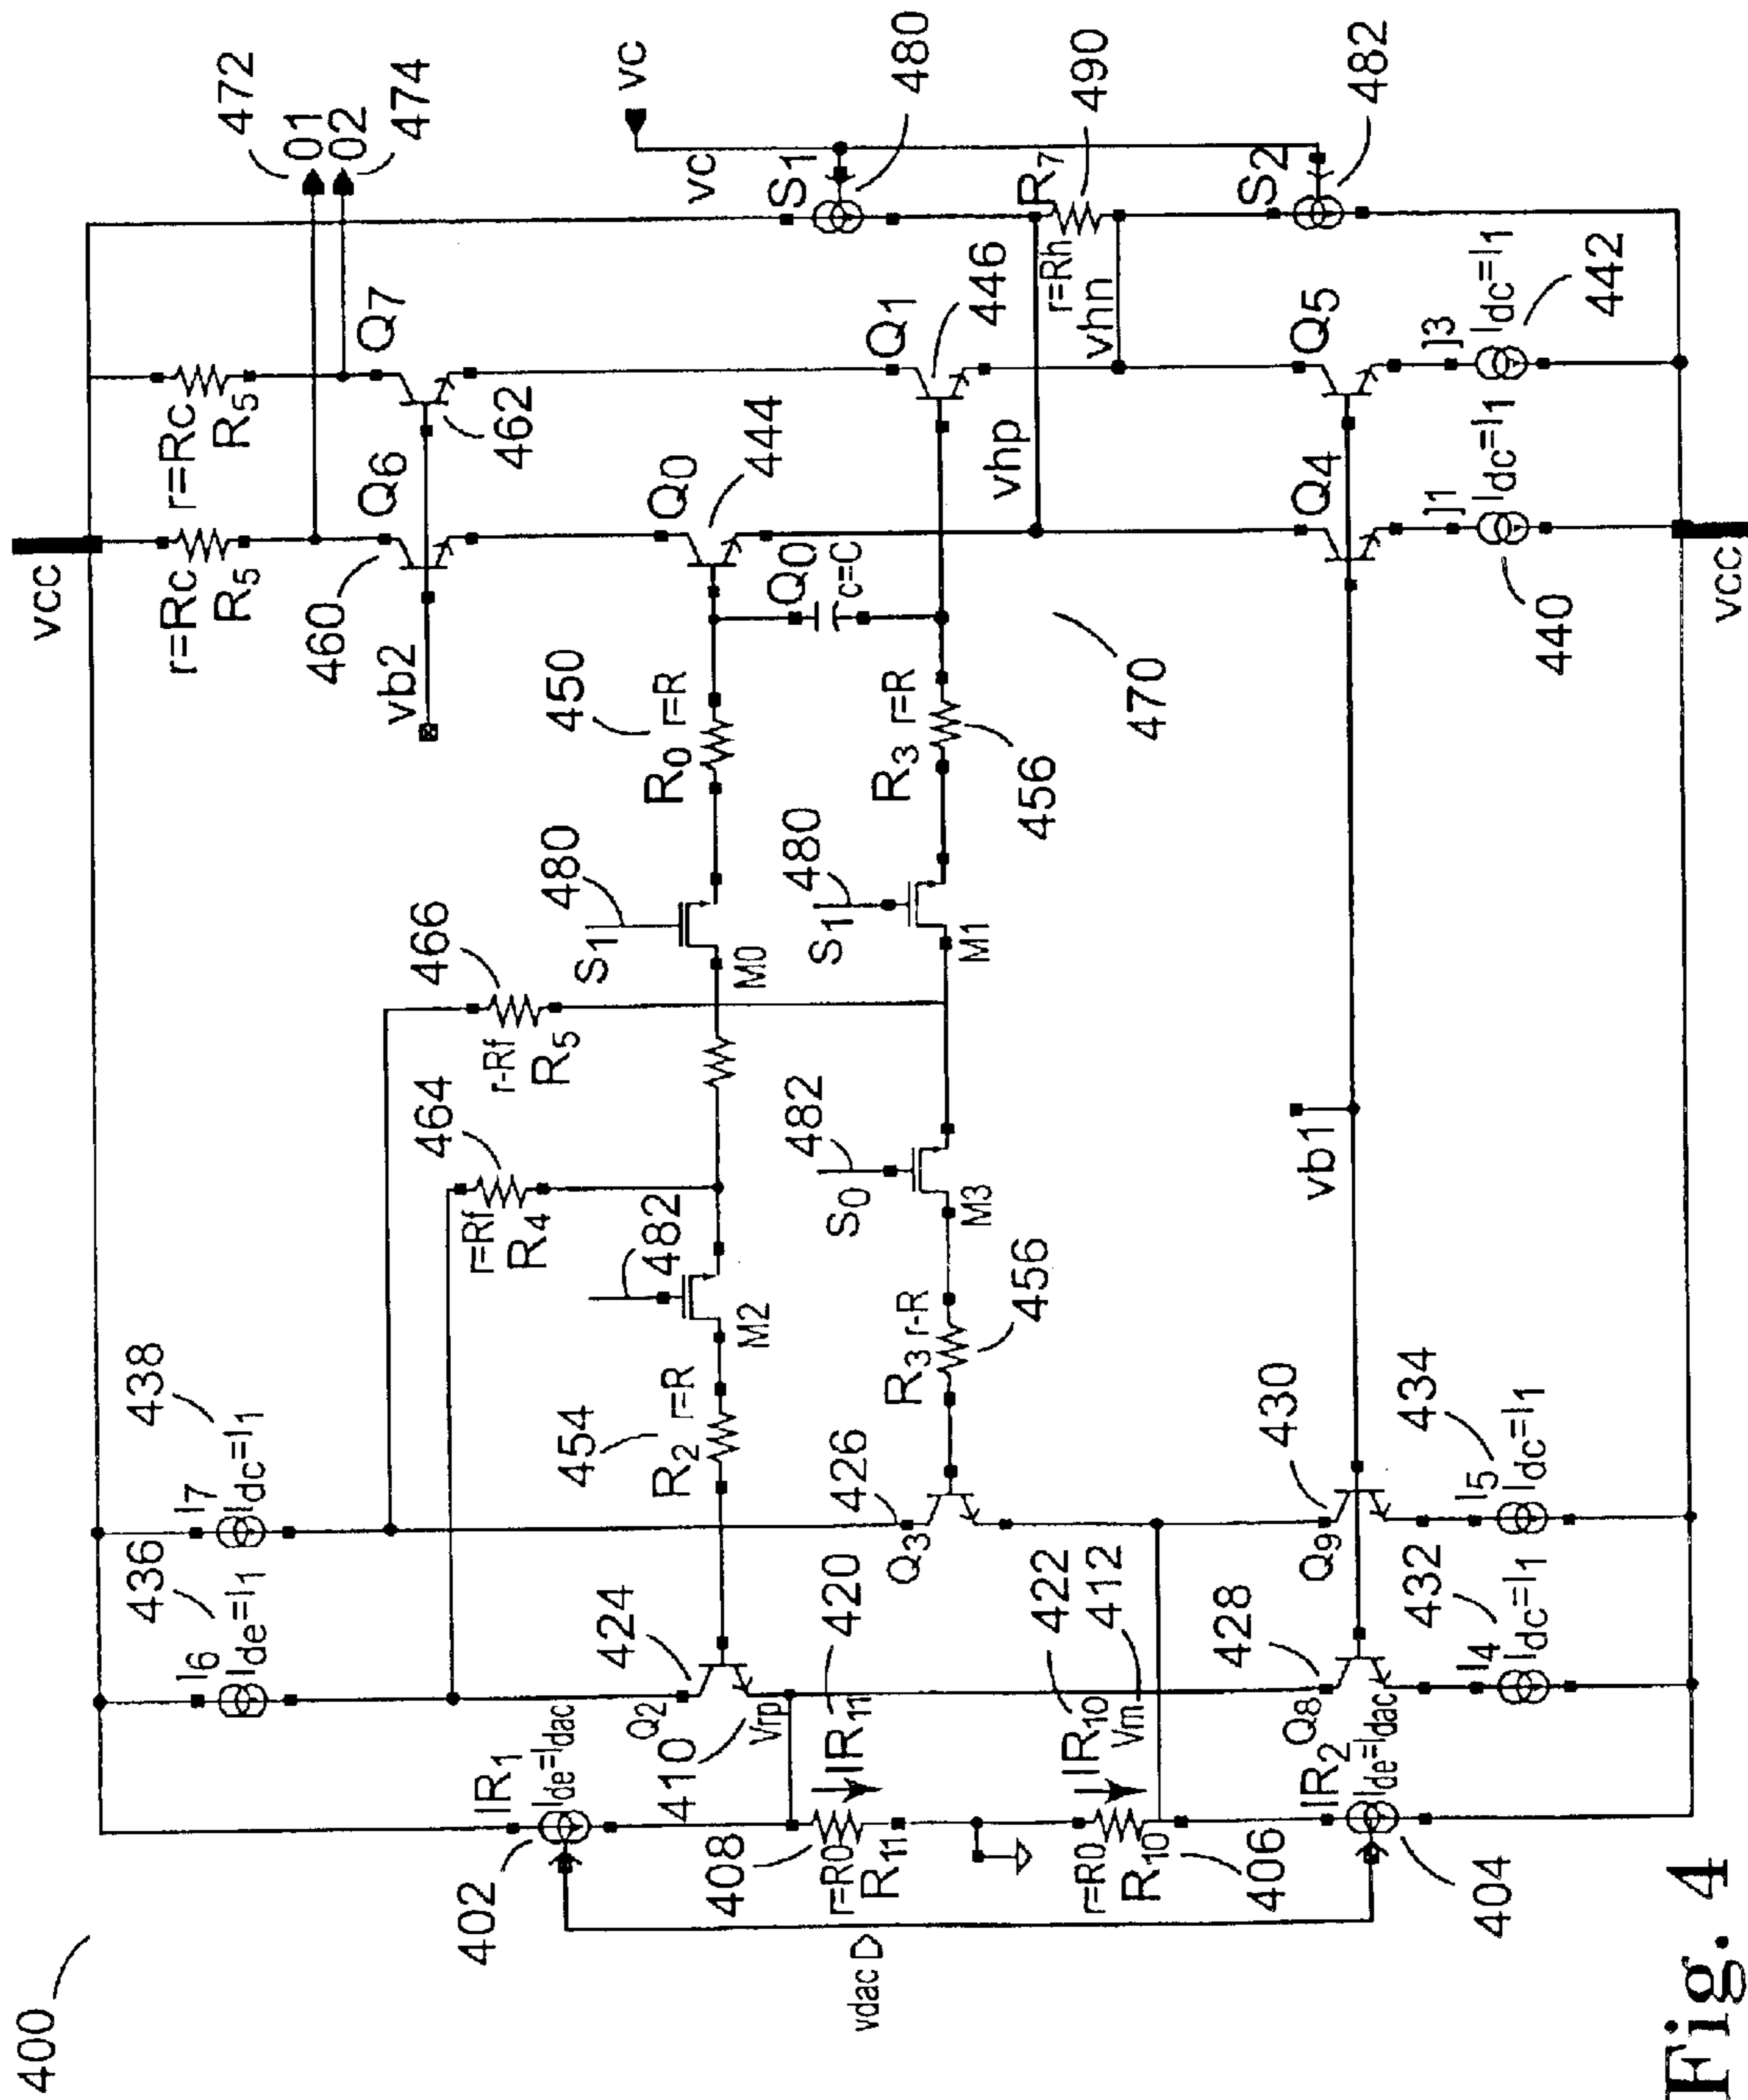 400
vcc
472
01
02
474
r=Rc
R5
r=Rc
R5
Q6
Q7
460
462
vb2
vc
vc
S1
480
R7
490
r=Rh
S2
482
438
436
I7
Idc=I1
I6
Ide=I1
466
r-Rf
R5
464
r=Rf
R4
450
r=R
R0
Q0
444
Q0
c=C
Q1
446
vhn
vhp
480
S1
M0
480
S1
M1
R3
r=R
456
470
482
M2
454
r=R
R2
482
S0
M3
R3
r-R
456
402
IR1
Ide=Idac
424
Q2
410
Vrp
426
Q3
420
IR11
408
r=R0
R11
vdac
422
IR10
412
Vm
r=R0
R10
406
IR2
Ide=Idac
404
428
Q8
430
Q9
432
I4
Idc=I1
434
I5
Idc=I1
vb1
Q4
Q5
I1
Idc=I1
440
I3
Idc=I1
442
vcc
Fig. 4